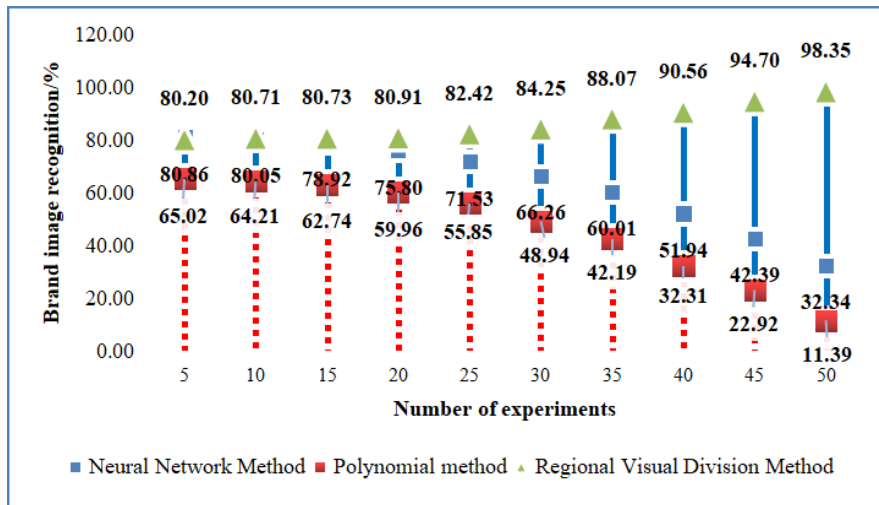 120.00
100.00
80.00
60.00
40.00
20.00
0.00
Brand image recognition/%
80.20 80.71 80.73 80.91 82.42 84.25 88.07 90.56 94.70 98.35
80.86 80.05 78.92 75.80 71.53 66.26 60.01 51.94 42.39 32.34
65.02 64.21 62.74 59.96 55.85 48.94 42.19 32.31 22.92 11.39
5 10 15 20 25 30 35 40 45 50
Number of experiments
Neural Network Method Polynomial method Regional Visual Division Method